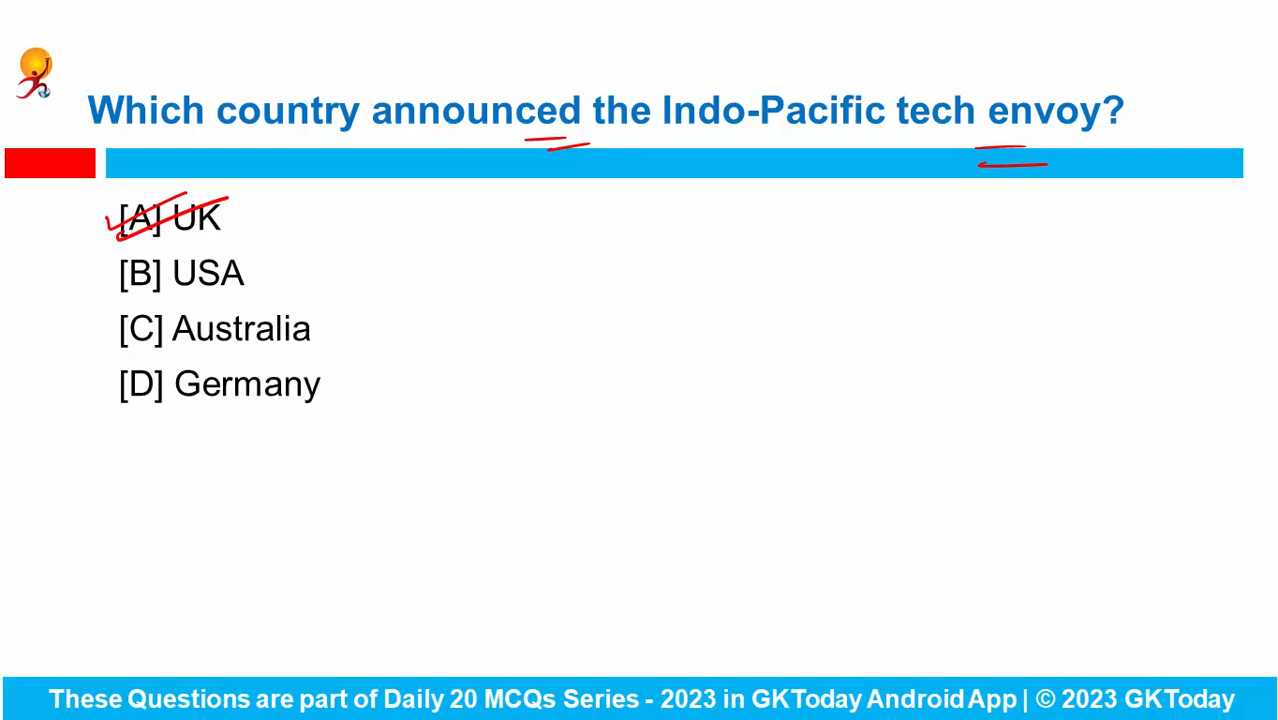 Which country announced the Indo-Pacific tech envoy?
[A] UK
[B] USA
[C] Australia
[D] Germany
These Questions are part of Daily 20 MCQs Series - 2023 in GKToday Android App | © 2023 GKToday